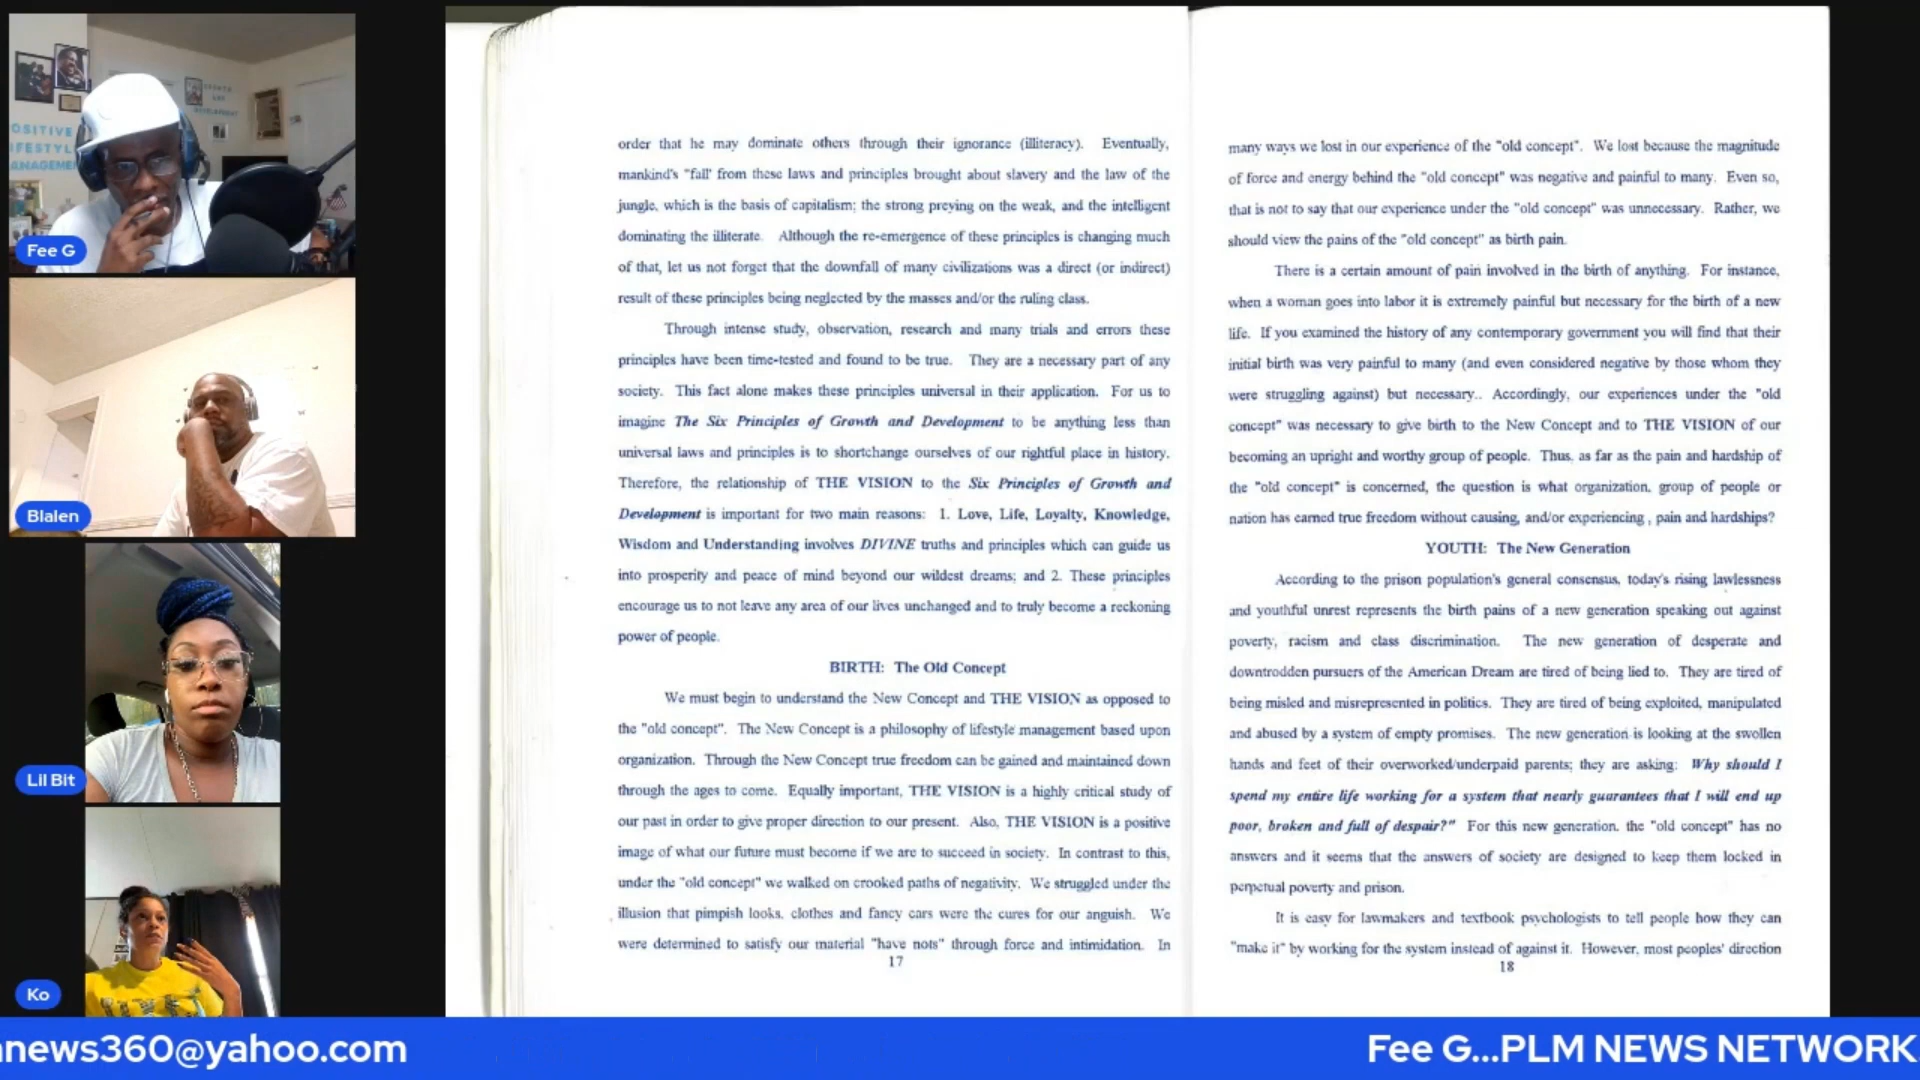 OSITIVE
IFESTYL
ANAGEMEN
Fee G
Blalen
Lil Bit
Ko
order that he may dominate others through their ignorance (illiteracy). Eventually,
mankind's "fall' from these laws and principles brought about slavery and the law of the
jungle, which is the basis of capitalism; the strong preying on the weak, and the intelligent
dominating the illiterate. Although the re-emergence of these principles is changing much
of that, let us not forget that the downfall of many civilizations was a direct (or indirect)
result of these principles being neglected by the masses and/or the ruling class.
Through intense study, observation, research and many trials and errors these
principles have been time-tested and found to be true. They are a necessary part of any
society. This fact alone makes these principles universal in their application. For us to
imagine The Six Principles of Growth and Development to be anything less than
universal laws and principles is to shortchange ourselves of our rightful place in history.
Therefore, the relationship of THE VISION to the Six Principles of Growth and
Development is important for two main reasons: 1. Love, Life, Loyalty, Knowledge,
Wisdom and Understanding involves DIVINE truths and principles which can guide us
into prosperity and peace of mind beyond our wildest dreams; and 2. These principles
encourage us to not leave any area of our lives unchanged and to truly become a reckoning
power of people.
BIRTH: The Old Concept
We must begin to understand the New Concept and THE VISION as opposed to
the "old concept". The New Concept is a philosophy of lifestyle management based upon
organization. Through the New Concept true freedom can be gained and maintained down
through the ages to come. Equally important, THE VISION is a highly critical study of
our past in order to give proper direction to our present. Also, THE VISION is a positive
image of what our future must become if we are to succeed in society. In contrast to this,
under the "old concept" we walked on crooked paths of negativity. We struggled under the
illusion that pimpish looks, clothes and fancy cars were the cures for our anguish. We
were determined to satisfy our material "have nots" through force and intimidation. In
17
many ways we lost in our experience of the "old concept". We lost because the magnitude
of force and energy behind the "old concept" was negative and painful to many. Even so,
that is not to say that our experience under the "old concept" was unnecessary. Rather, we
should view the pains of the "old concept" as birth pain.
There is a certain amount of pain involved in the birth of anything. For instance,
when a woman goes into labor it is extremely painful but necessary for the birth of a new
life. If you examined the history of any contemporary government you will find that their
initial birth was very painful to many (and even considered negative by those whom they
were struggling against) but necessary.. Accordingly, our experiences under the "old
concept" was necessary to give birth to the New Concept and to THE VISION of our
becoming an upright and worthy group of people. Thus, as far as the pain and hardship of
the "old concept" is concerned, the question is what organization, group of people or
nation has earned true freedom without causing, and/or experiencing , pain and hardships?
YOUTH: The New Generation
According to the prison population's general consensus, today's rising lawlessness
and youthful unrest represents the birth pains of a new generation speaking out against
poverty, racism and class discrimination. The new generation of desperate and
downtrodden pursuers of the American Dream are tired of being lied to. They are tired of
being misled and misrepresented in politics. They are tired of being exploited, manipulated
and abused by a system of empty promises. The new generation is looking at the swollen
hands and feet of their overworked/underpaid parents; they are asking: Why should I
spend my entire life working for a system that nearly guarantees that I will end up
poor, broken and full of despair?" For this new generation, the "old concept" has no
answers and it seems that the answers of society are designed to keep them locked in
perpetual poverty and prison.
It is easy for lawmakers and textbook psychologists to tell people how they can
"make it" by working for the system instead of against it. However, most peoples' direction
18
news360@yahoo.com
Fee G...PLM NEWS NETWORK